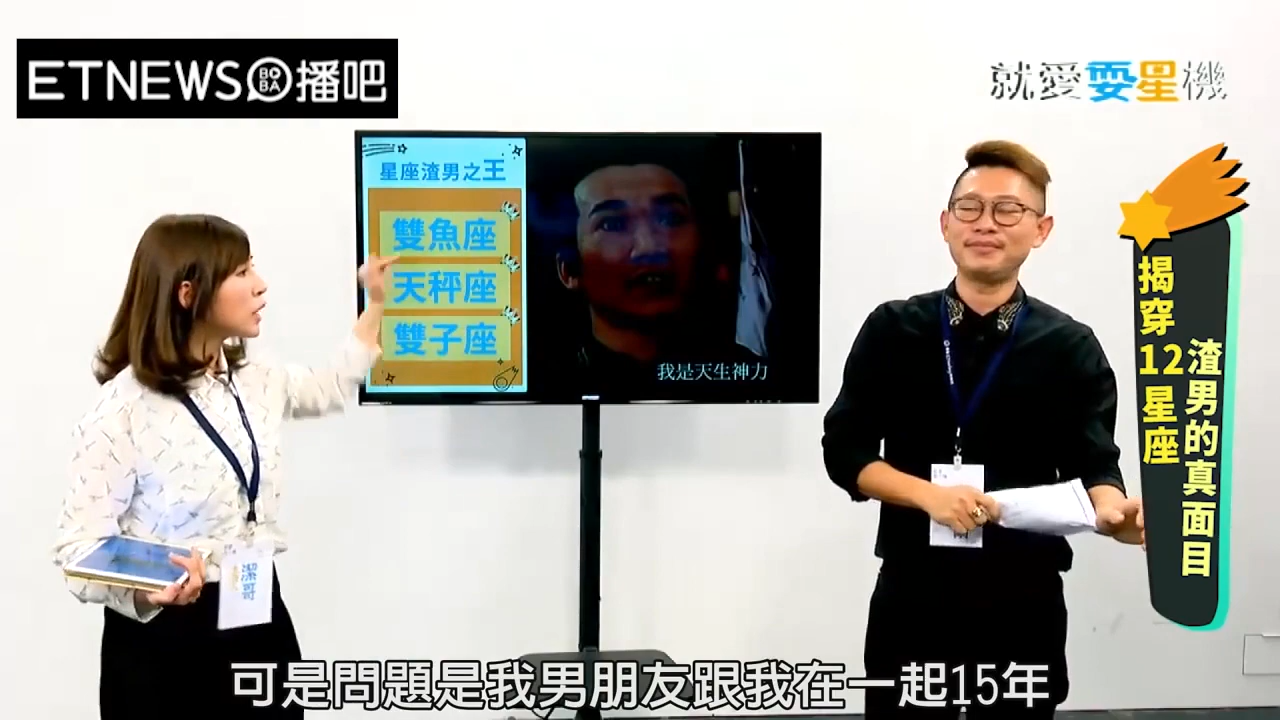 ETNEWS BOBA 播吧
就愛耍星機
星座渣男之王
雙魚座
天秤座
雙子座
我是天生神力
揭穿12星座
渣男的真面目
潔哥
可是問題是我男朋友跟我在一起15年